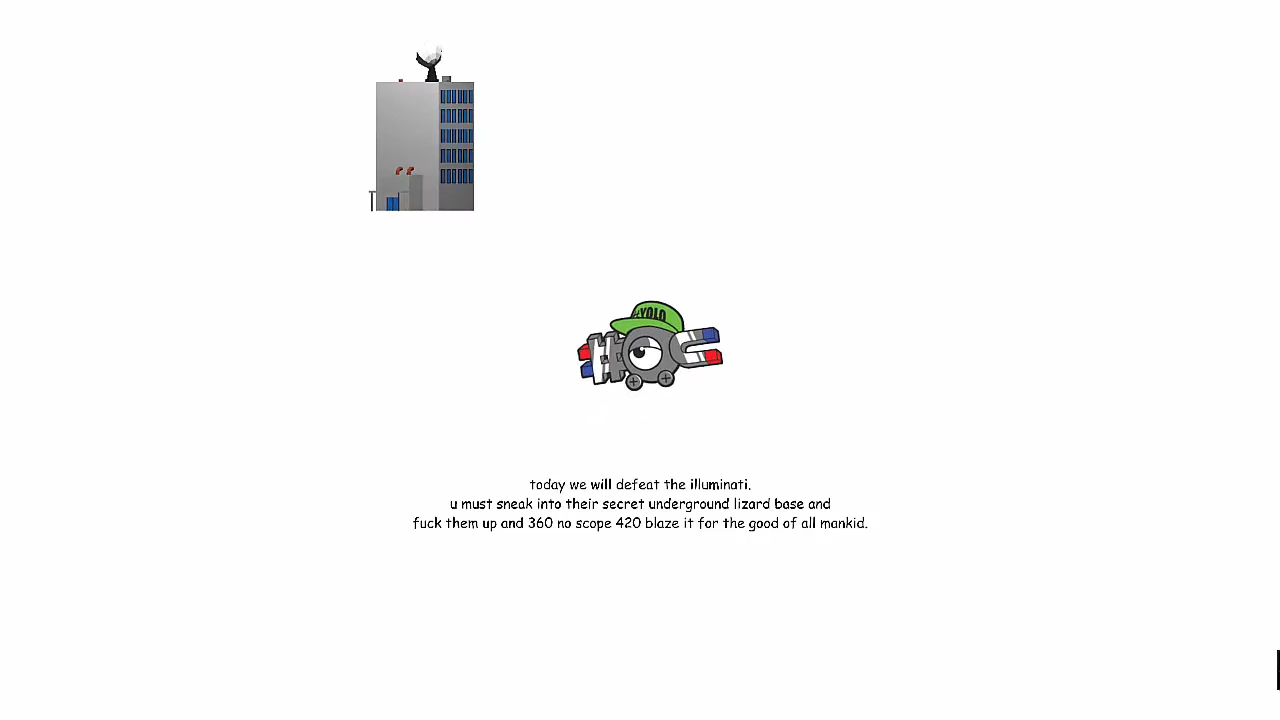 #YOLO
today we will defeat the illuminati.
u must sneak into their secret underground lizard base and
fuck them up and 360 no scope 420 blaze it for the good of all mankid.